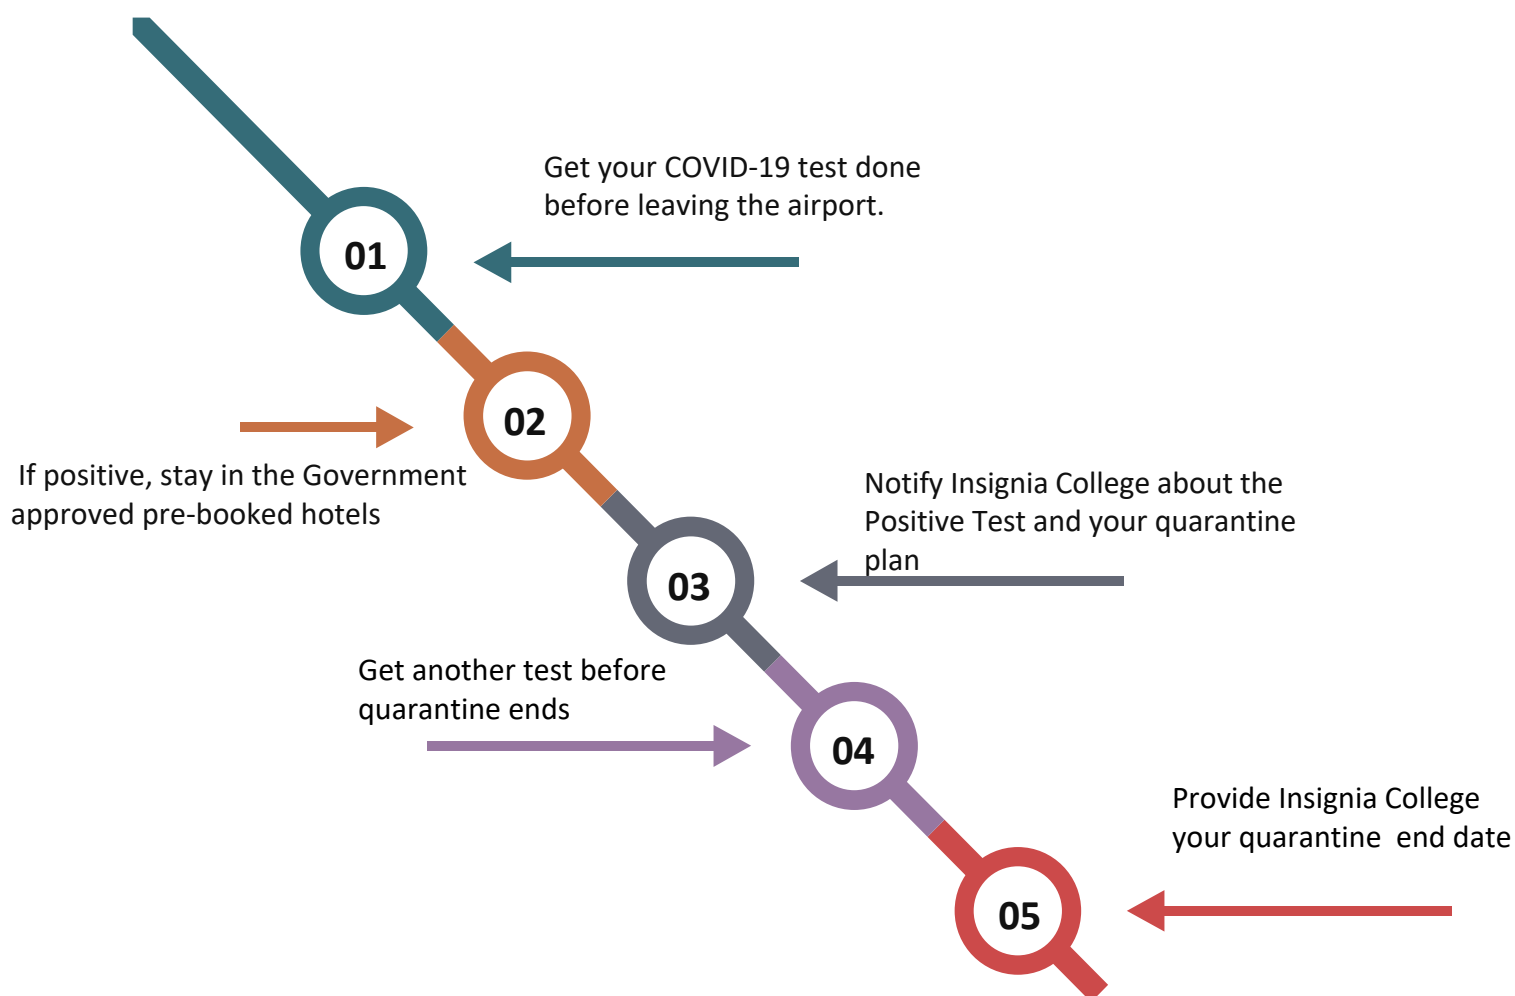 Get your COVID-19 test done
before leaving the airport.
01
02
If positive, stay in the Government
approved pre-booked hotels
Notify Insignia College about the
Positive Test and your quarantine
plan
03
Get another test before
quarantine ends
04
Provide Insignia College
your quarantine  end date
05